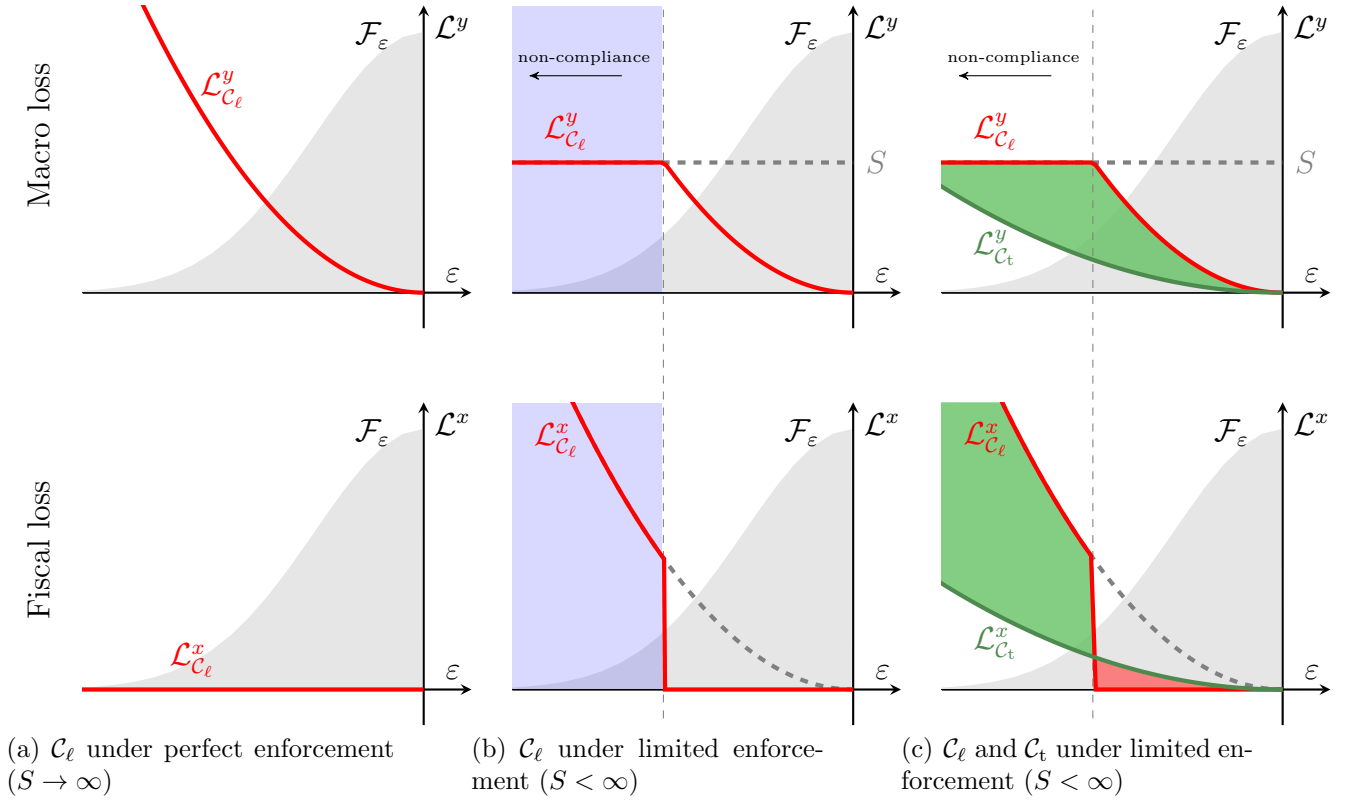 Macro loss
𝓕_ε
𝓛^y
𝓛^y_{𝒞_ℓ}
ε
non-compliance
𝓕_ε
𝓛^y
𝓛^y_{𝒞_ℓ}
S
ε
non-compliance
𝓕_ε
𝓛^y
𝓛^y_{𝒞_ℓ}
S
𝓛^y_{𝒞_t}
ε
Fiscal loss
𝓕_ε
𝓛^x
𝓛^x_{𝒞_ℓ}
ε
𝓕_ε
𝓛^x
𝓛^x_{𝒞_ℓ}
ε
𝓕_ε
𝓛^x
𝓛^x_{𝒞_ℓ}
𝓛^x_{𝒞_t}
ε
(a) 𝒞_ℓ under perfect enforcement
(S → ∞)
(b) 𝒞_ℓ under limited enforce-
ment (S < ∞)
(c) 𝒞_ℓ and 𝒞_t under limited en-
forcement (S < ∞)